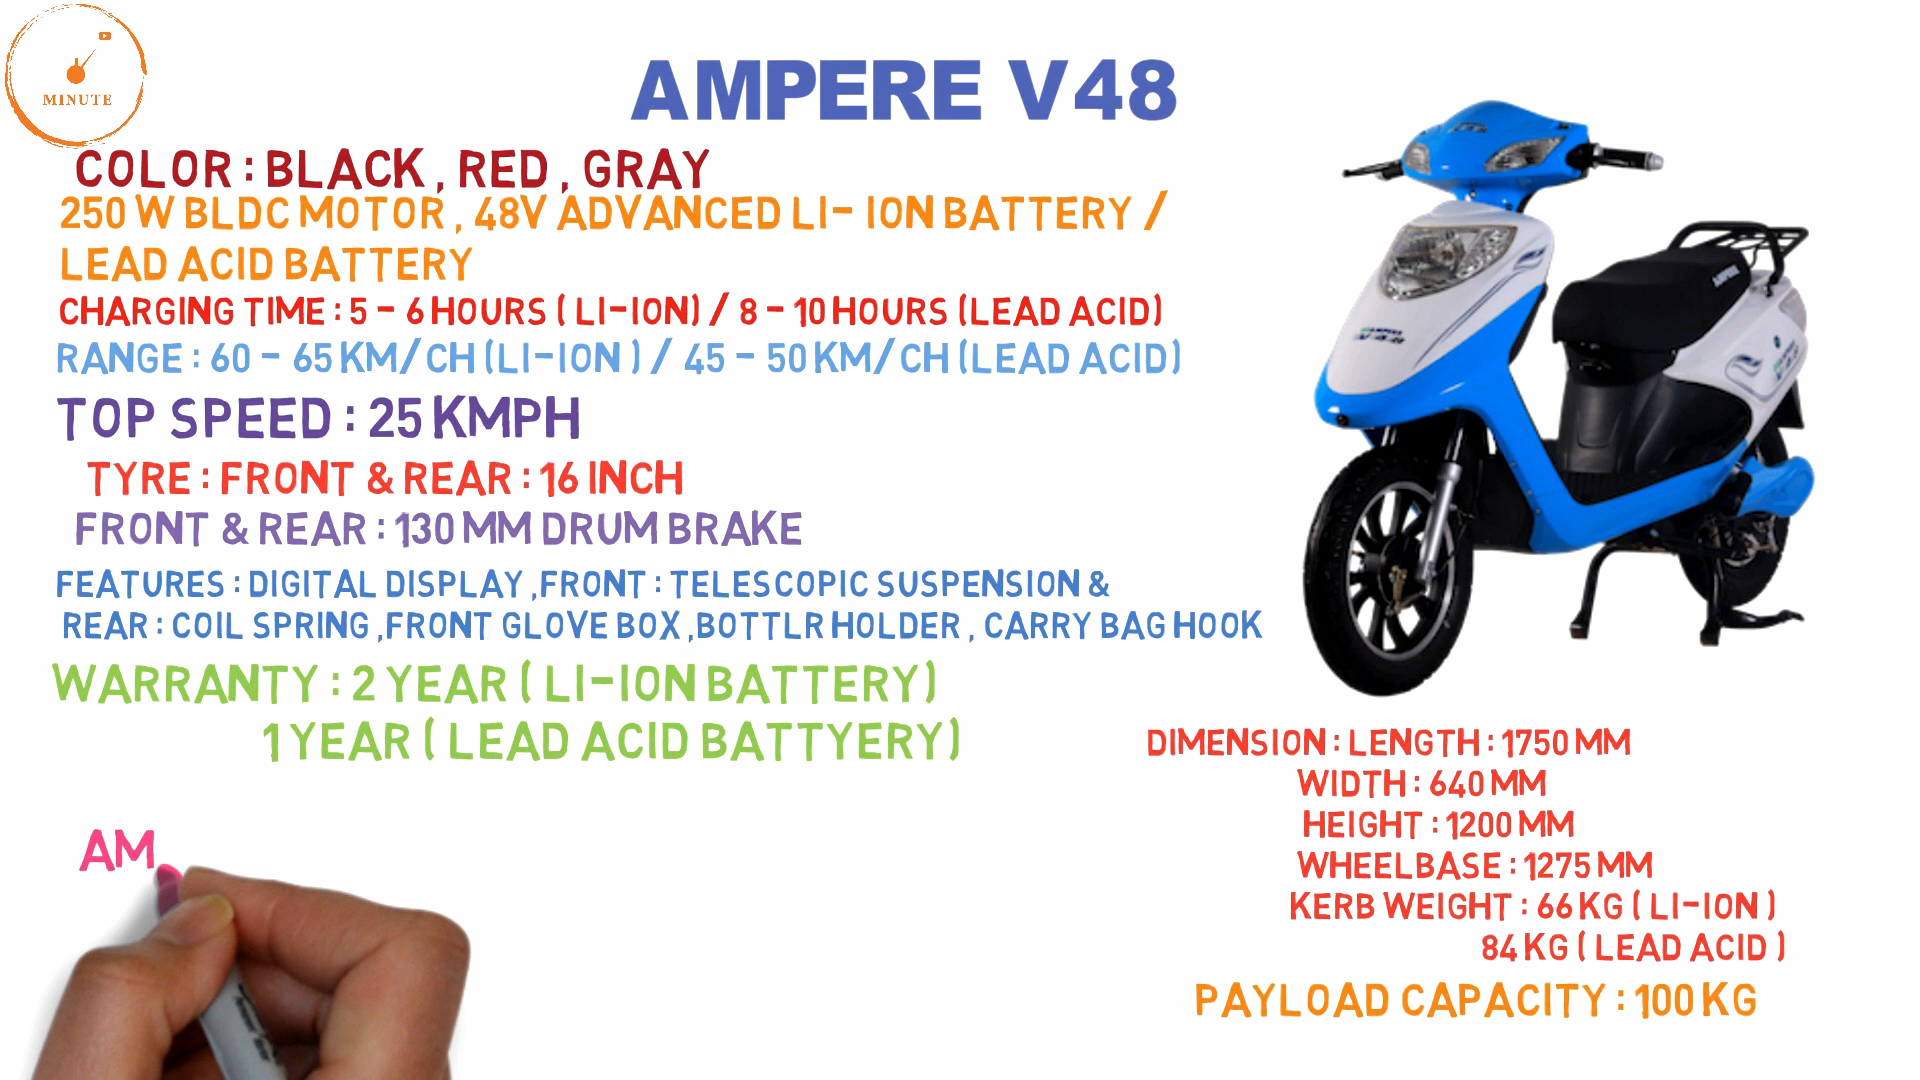 MINUTE
AMPERE V48
COLOR : BLACK , RED , GRAY
250 W BLDC MOTOR , 48V ADVANCED LI- ION BATTERY /
LEAD ACID BATTERY
CHARGING TIME : 5 - 6 HOURS ( LI-ION) / 8 - 10 HOURS (LEAD ACID)
RANGE : 60 - 65 KM/CH (LI-ION ) / 45 - 50 KM/CH (LEAD ACID)
TOP SPEED : 25 KMPH
TYRE : FRONT & REAR : 16 INCH
FRONT & REAR : 130 MM DRUM BRAKE
FEATURES : DIGITAL DISPLAY ,FRONT : TELESCOPIC SUSPENSION &
REAR : COIL SPRING ,FRONT GLOVE BOX ,BOTTLR HOLDER , CARRY BAG HOOK
WARRANTY : 2 YEAR ( LI-ION BATTERY)
1 YEAR ( LEAD ACID BATTYERY)
AM
AMPERE
V48
AMPERE
DIMENSION : LENGTH : 1750 MM
WIDTH : 640 MM
HEIGHT : 1200 MM
WHEELBASE : 1275 MM
KERB WEIGHT : 66 KG ( LI-ION )
84 KG ( LEAD ACID )
PAYLOAD CAPACITY : 100 KG